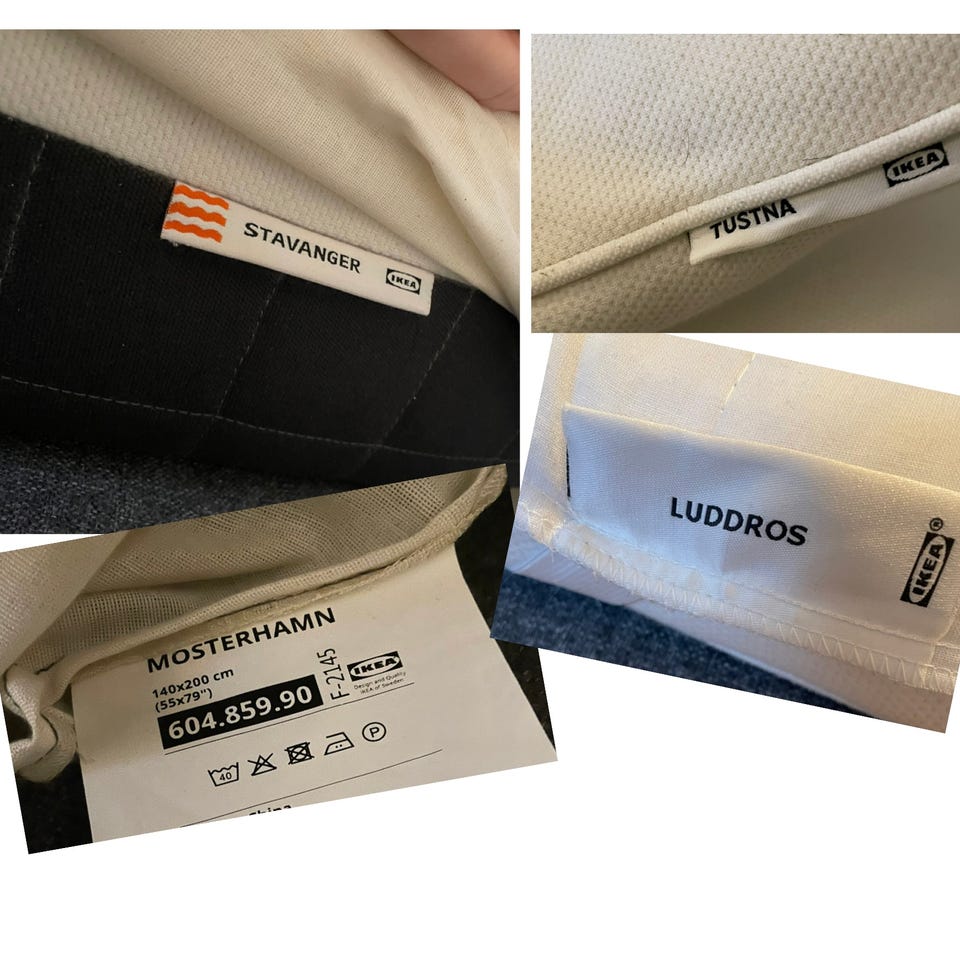 STAVANGER
IKEA
TUSTNA
IKEA
LUDDROS
IKEA®
MOSTERHAMN
140x200 cm
(55x79")
604.859.90
F-2145
IKEA
Design and Quality
IKEA of Sweden
40
P
China